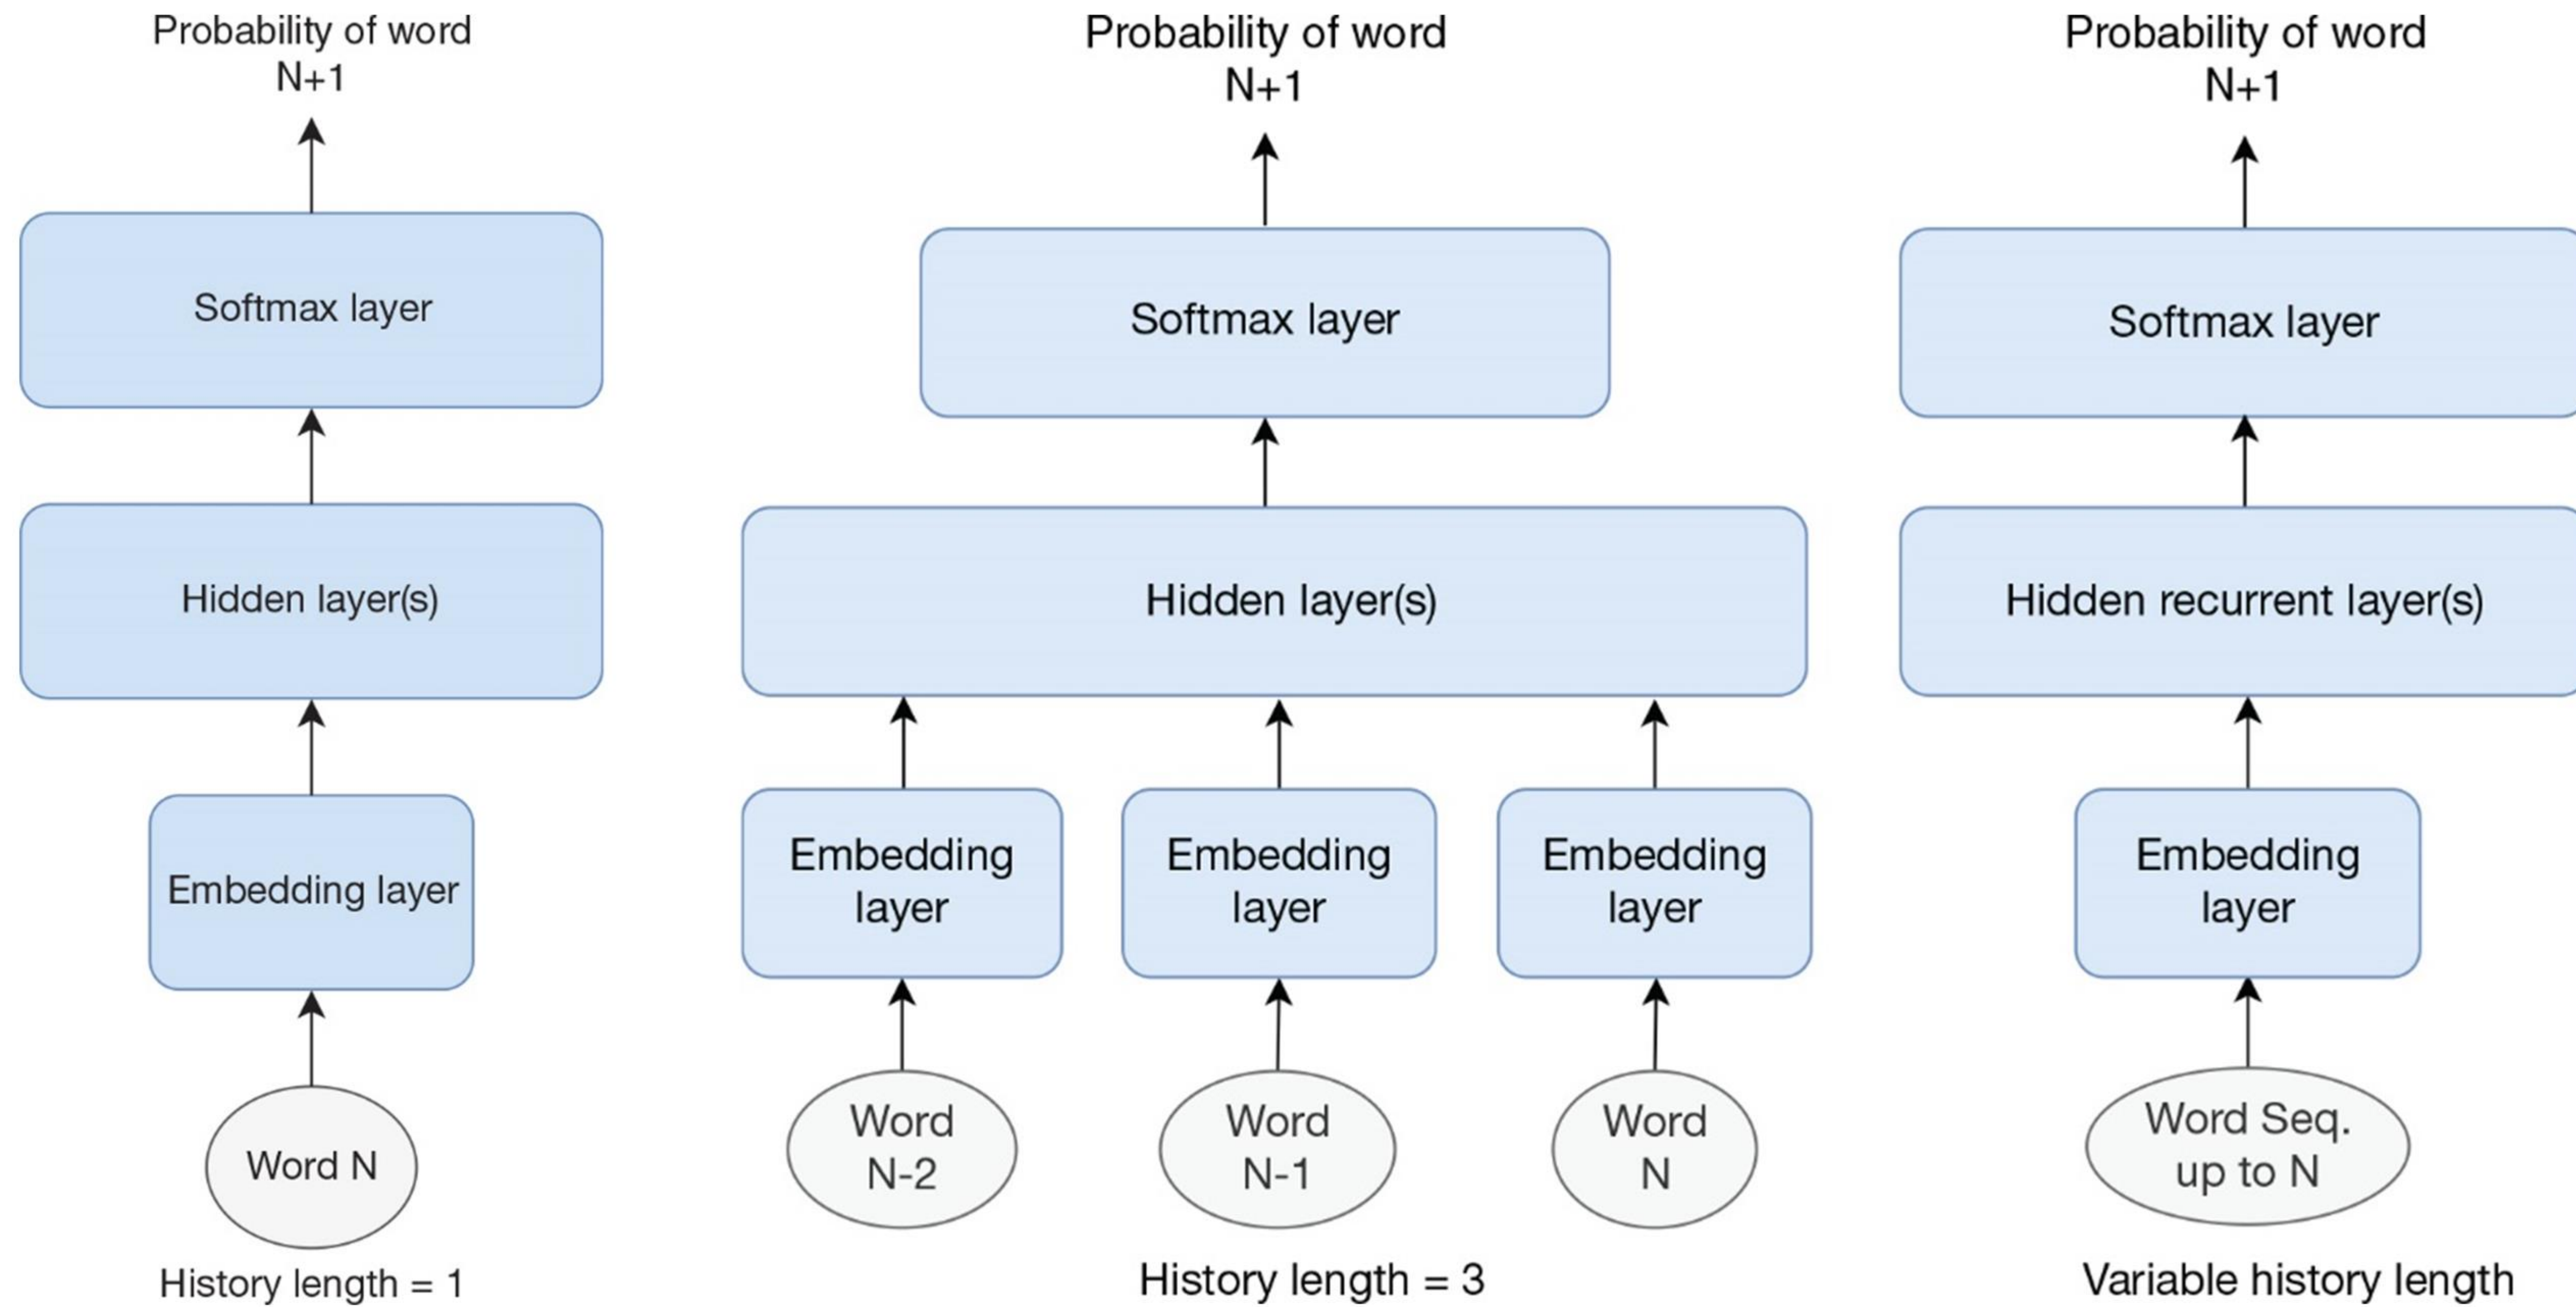 Probability of word
N+1
Softmax layer
Hidden layer(s)
Embedding layer
Word N
History length = 1
Probability of word
N+1
Softmax layer
Hidden layer(s)
Embedding
layer
Embedding
layer
Embedding
layer
Word
N-2
Word
N-1
Word
N
History length = 3
Probability of word
N+1
Softmax layer
Hidden recurrent layer(s)
Embedding
layer
Word Seq.
up to N
Variable history length